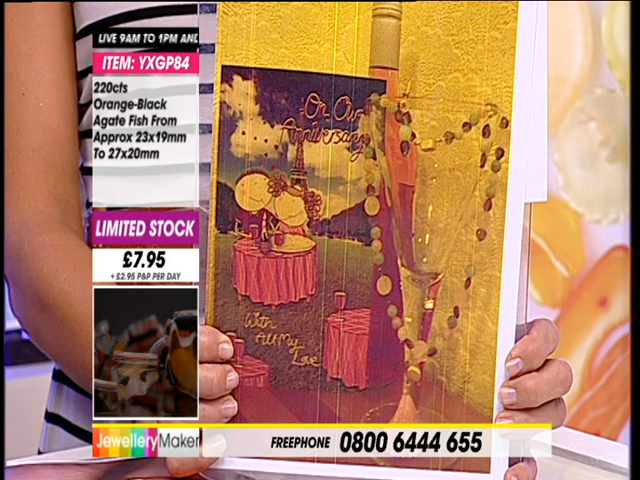 LIVE 9AM TO 1PM AND
ITEM: YXGP84
220cts
Orange-Black
Agate Fish From
Approx 23x19mm
To 27x20mm
LIMITED STOCK
£7.95
+£2.95 P&P PER DAY
JewelleryMaker
FREEPHONE 0800 6444 655
On Our
Anniversary
With
All My
Love